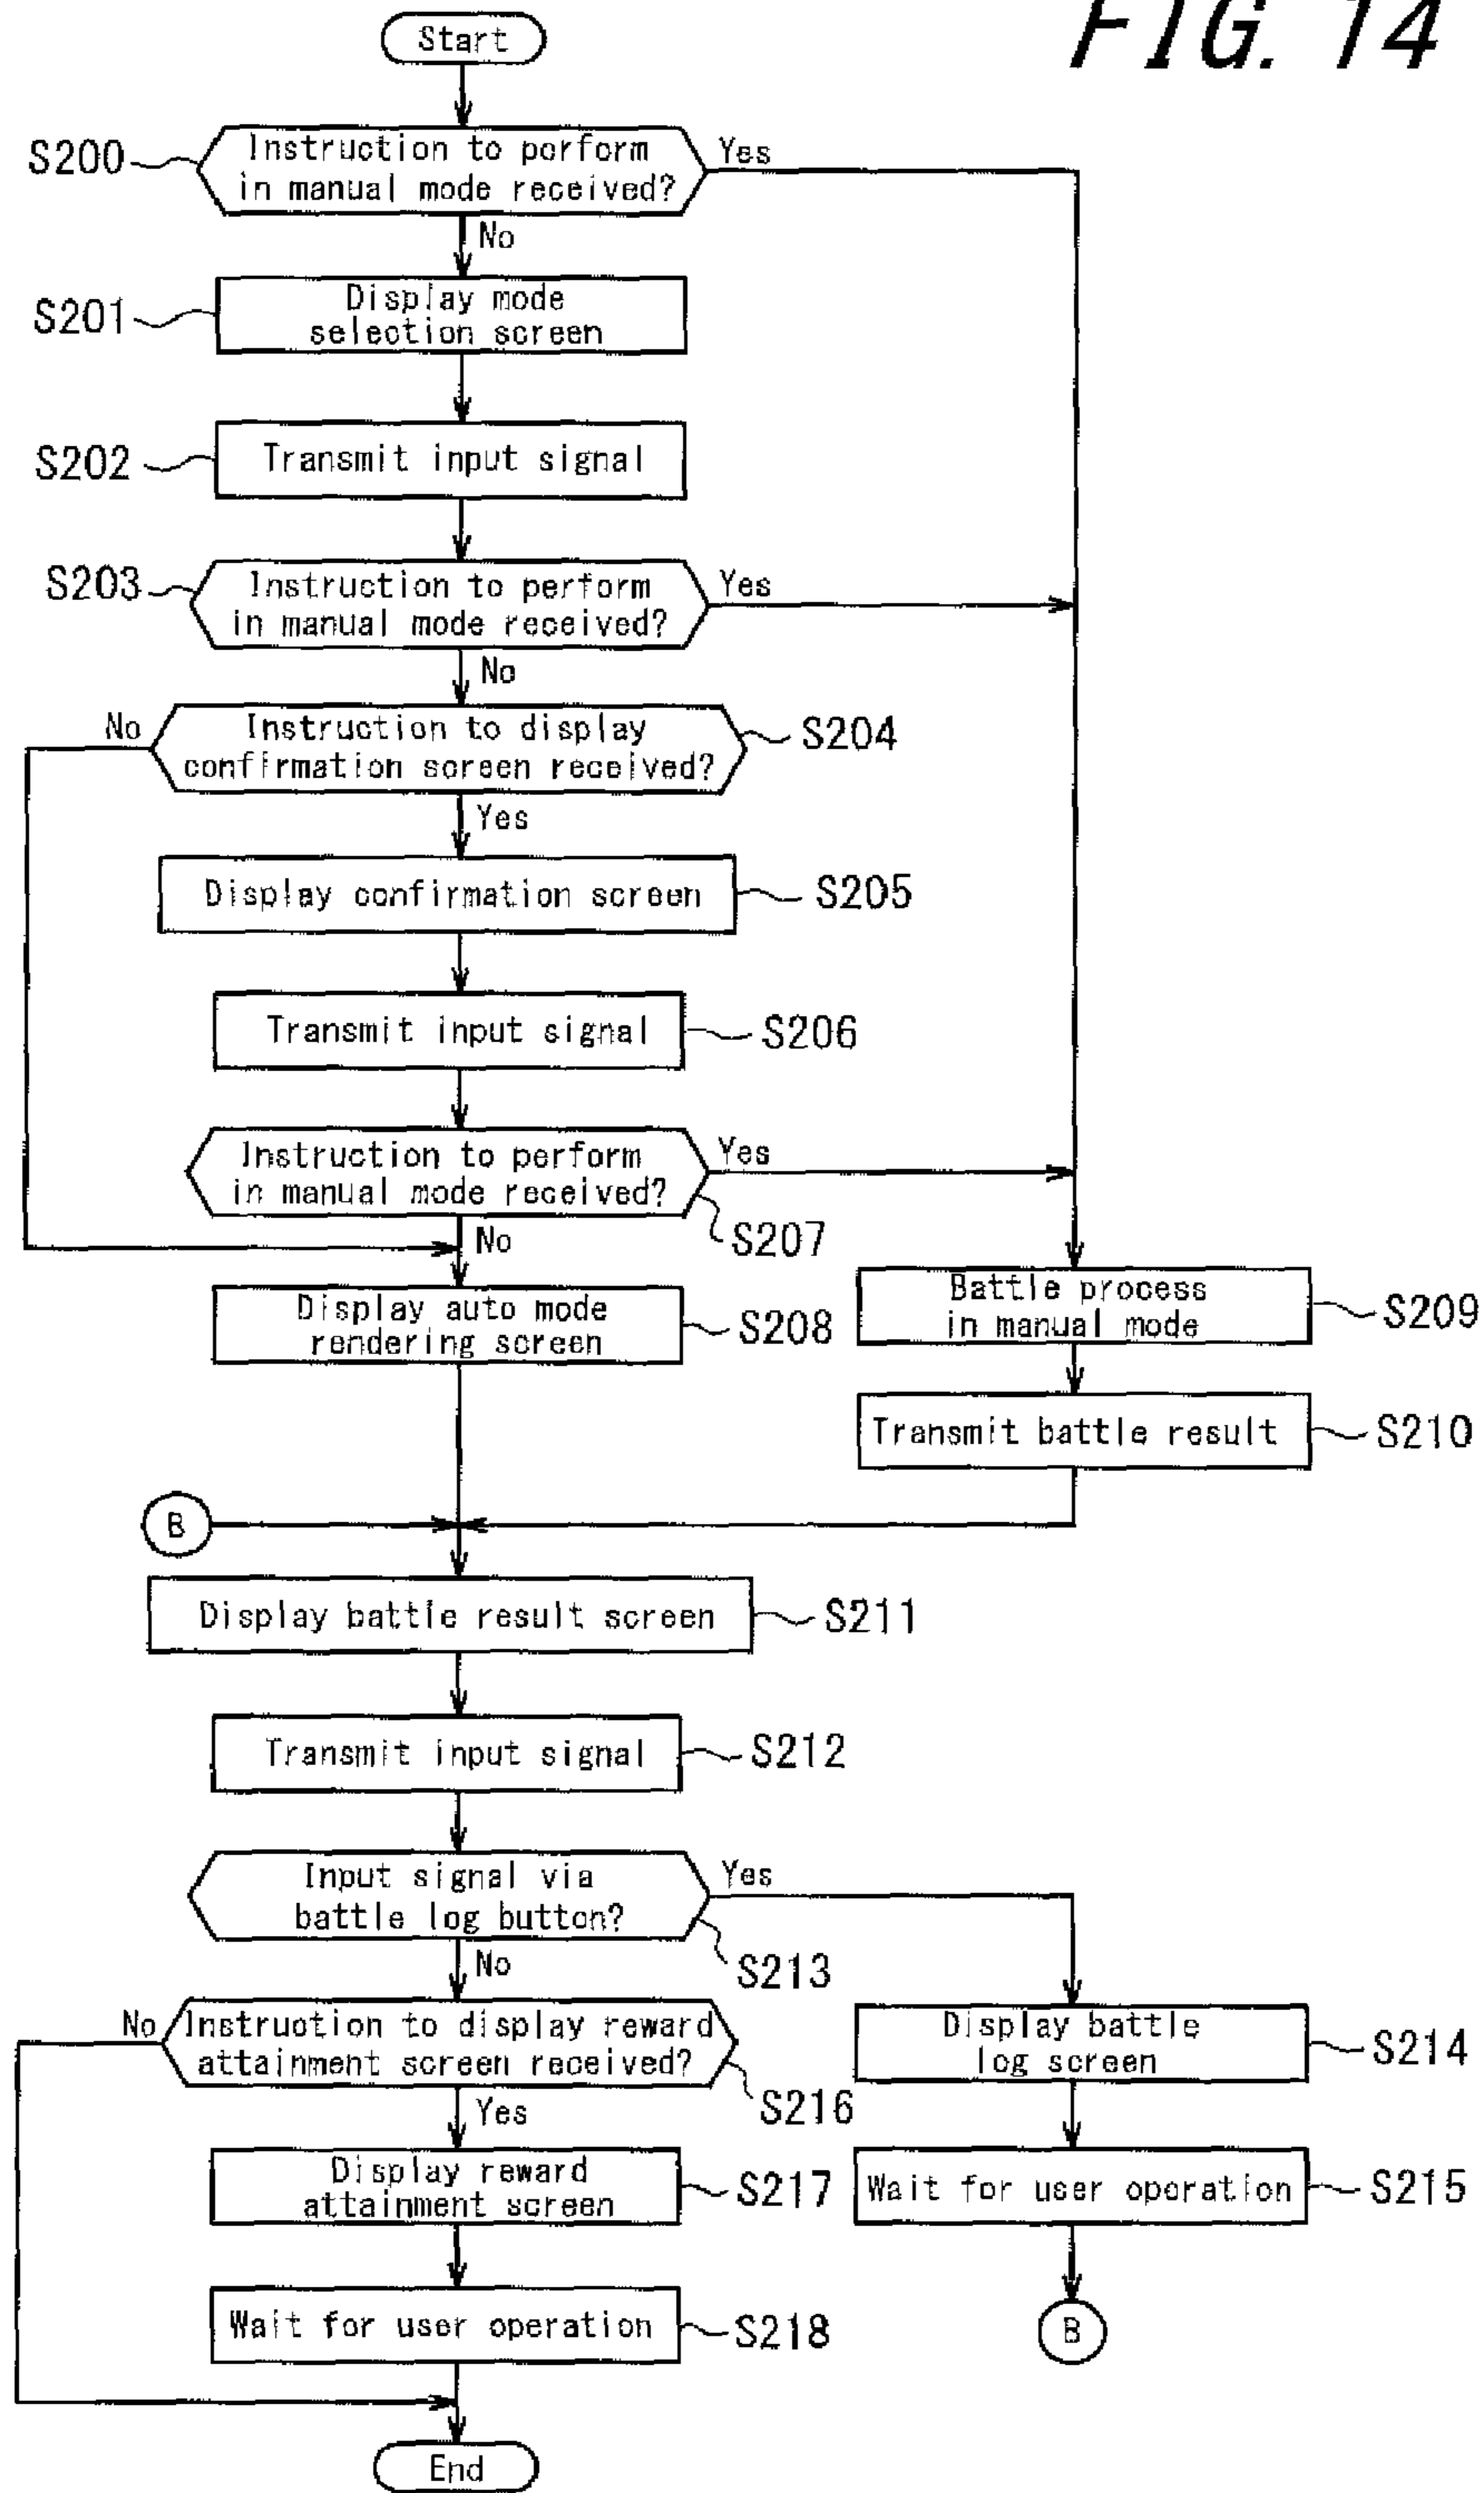 FIG. 14
Start
S200
Instruction to porform
in manual mode received?
Yes
No
S201
Display mode
selection screen
S202
Transmit input signal
S203
Instruction to perform
in manual mode received?
Yes
No
No
Instruction to display
confirmation screen received?
S204
Yes
Display confirmation screen
S205
Transmit input signal
S206
Instruction to perform
in manual mode received?
Yes
S207
No
Display auto mode
rendering screen
S208
Battle process
in manual mode
S209
Transmit battle result
S210
B
Display battle result screen
S211
Transmit input signal
S212
Input signal via
battle log button?
Yes
S213
No
No
Instruction to display reward
attainment screen received?
S216
Yes
Display battle
log screen
S214
Display reward
attainment screen
S217
Wait for user operation
S215
Wait for user operation
S218
B
End